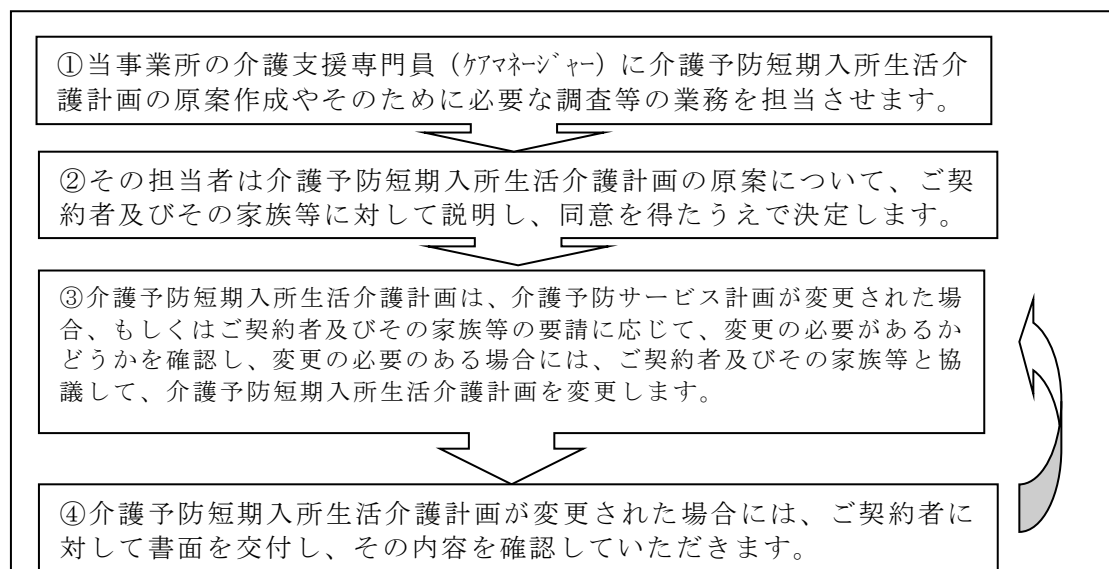 ①当事業所の介護支援専門員（ｹｱﾏﾈｰｼﾞｬｰ）に介護予防短期入所生活介
護計画の原案作成やそのために必要な調査等の業務を担当させます。
②その担当者は介護予防短期入所生活介護計画の原案について、ご契
約者及びその家族等に対して説明し、同意を得たうえで決定します。
③介護予防短期入所生活介護計画は、介護予防サービス計画が変更された場
合、もしくはご契約者及びその家族等の要請に応じて、変更の必要があるか
どうかを確認し、変更の必要のある場合には、ご契約者及びその家族等と協
議して、介護予防短期入所生活介護計画を変更します。
④介護予防短期入所生活介護計画が変更された場合には、ご契約者に
対して書面を交付し、その内容を確認していただきます。